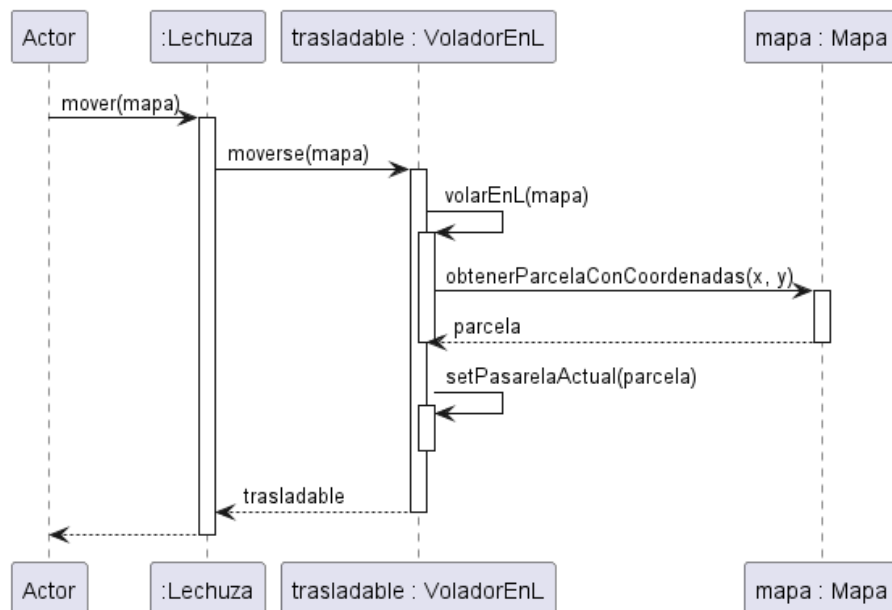 Actor
:Lechuza
trasladable : VoladorEnL
mapa : Mapa
mover(mapa)
moverse(mapa)
volarEnL(mapa)
obtenerParcelaConCoordenadas(x, y)
parcela
setPasarelaActual(parcela)
trasladable
Actor
:Lechuza
trasladable : VoladorEnL
mapa : Mapa